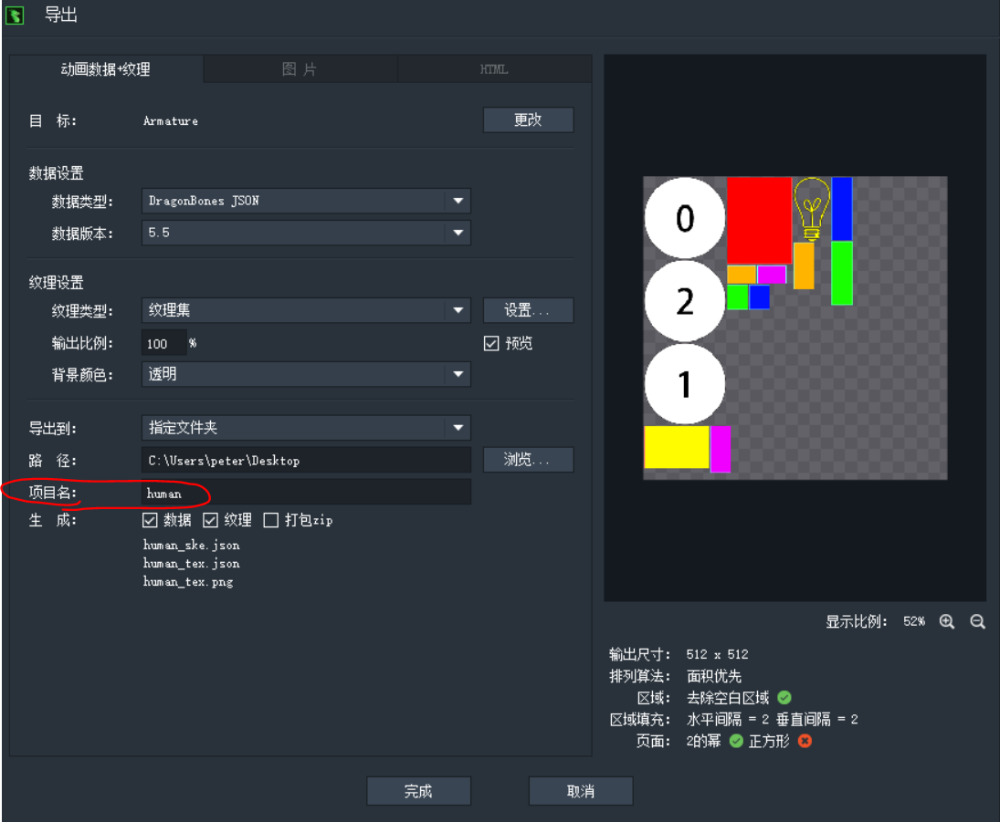 导出
动画数据+纹理 图 片 HTML
目 标: Armature 更改
数据设置
数据类型: DragonBones JSON
数据版本: 5.5
纹理设置
纹理类型: 纹理集 设置...
输出比例: 100 % 预览
背景颜色: 透明
导出到: 指定文件夹
路 径: C:\Users\peter\Desktop 浏览...
项目名: human
生 成: 数据 纹理 打包zip
human_ske.json
human_tex.json
human_tex.png
0
2
1
显示比例: 52%
输出尺寸: 512 x 512
排列算法: 面积优先
区域: 去除空白区域
区域填充: 水平间隔 = 2 垂直间隔 = 2
页面: 2的幂 正方形
完成 取消